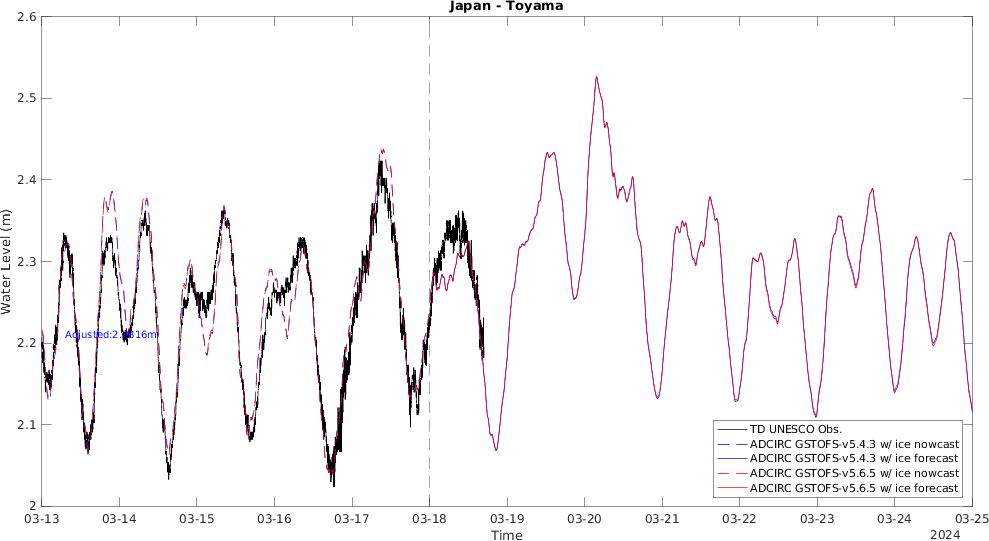 Japan - Toyama
2.6
2.5
2.4
2.3
2.2
2.1
2
Water Level (m)
03-13 03-14 03-15 03-16 03-17 03-18 03-19 03-20 03-21 03-22 03-23 03-24 03-25
Time
2024
TD UNESCO Obs.
ADCIRC GSTOFS-v5.4.3 w/ ice nowcast
ADCIRC GSTOFS-v5.4.3 w/ ice forecast
ADCIRC GSTOFS-v5.6.5 w/ ice nowcast
ADCIRC GSTOFS-v5.6.5 w/ ice forecast